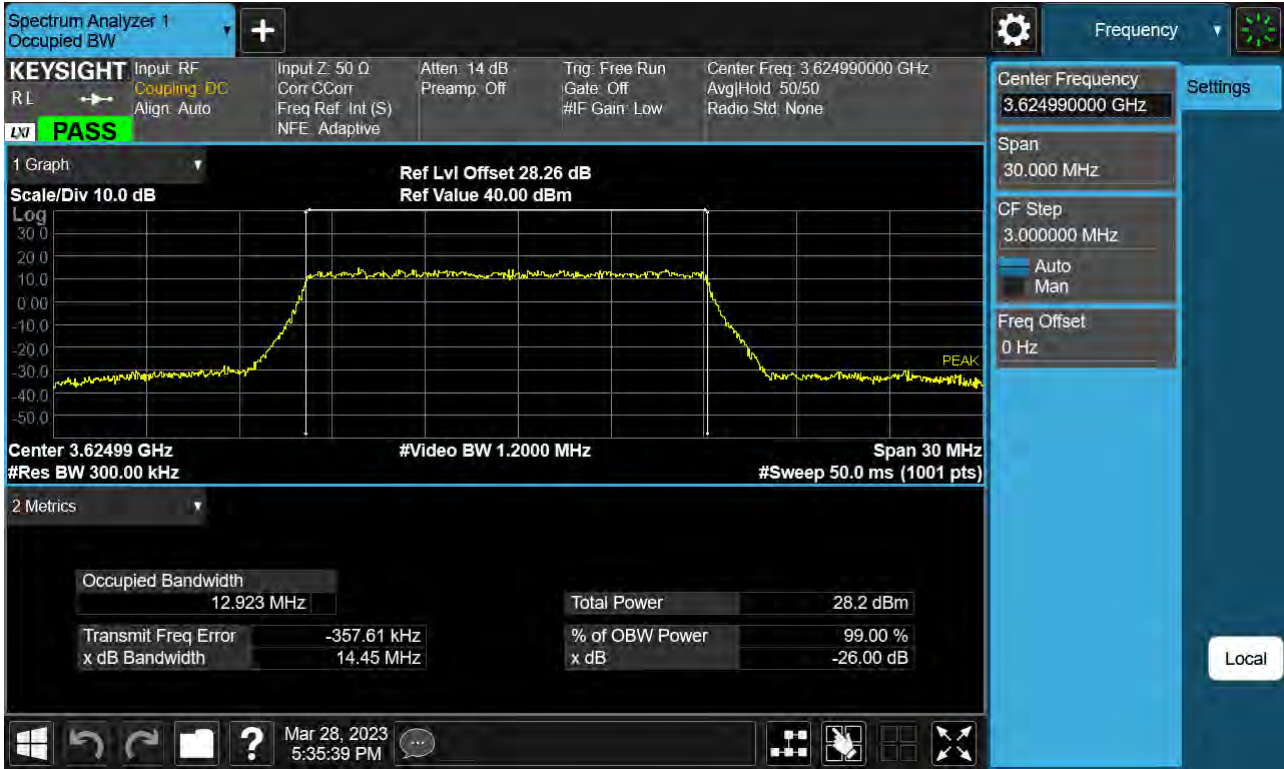 Spectrum Analyzer 1
Occupied BW
Frequency
KEYSIGHT
RL
LXI
PASS
Input: RF
Coupling: DC
Align: Auto
Input Z: 50 Ω
Corr CCorr
Freq Ref: Int (S)
NFE: Adaptive
Atten: 14 dB
Preamp: Off
Trig: Free Run
Gate: Off
#IF Gain: Low
Center Freq: 3.624990000 GHz
Avg|Hold: 50/50
Radio Std: None
Center Frequency
3.624990000 GHz
Settings
Span
30.000 MHz
CF Step
3.000000 MHz
Auto
Man
Freq Offset
0 Hz
Local
1 Graph
Scale/Div 10.0 dB
Ref Lvl Offset 28.26 dB
Ref Value 40.00 dBm
Log
30.0
20.0
10.0
0.00
-10.0
-20.0
-30.0
-40.0
-50.0
PEAK
Center 3.62499 GHz
#Video BW 1.2000 MHz
Span 30 MHz
#Res BW 300.00 kHz
#Sweep 50.0 ms (1001 pts)
2 Metrics
Occupied Bandwidth
12.923 MHz
Total Power 28.2 dBm
Transmit Freq Error -357.61 kHz
% of OBW Power 99.00 %
x dB Bandwidth 14.45 MHz
x dB -26.00 dB
?
Mar 28, 2023
5:35:39 PM